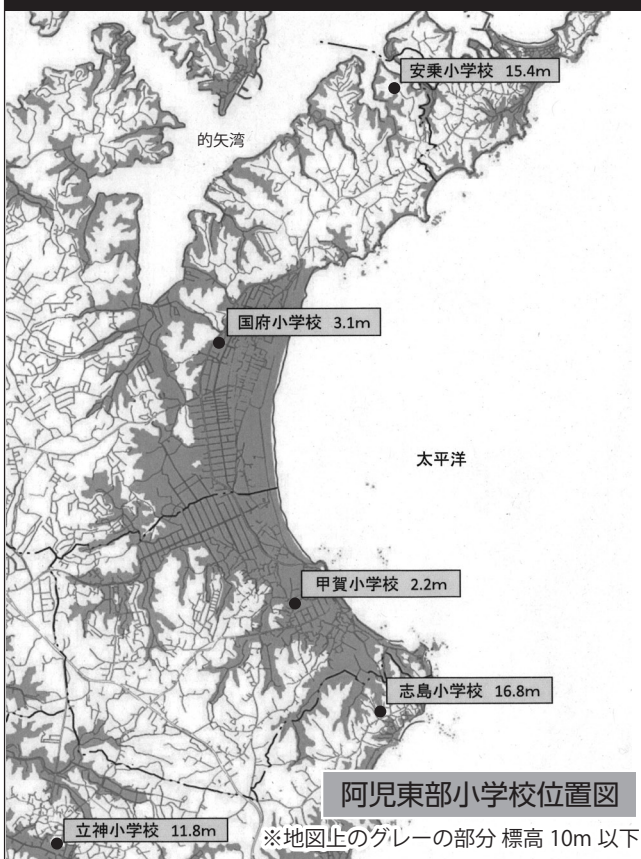 安乗小学校 15.4m
的矢湾
国府小学校 3.1m
太平洋
甲賀小学校 2.2m
志島小学校 16.8m
阿児東部小学校位置図
立神小学校 11.8m
※地図上のグレーの部分 標高 10m 以下